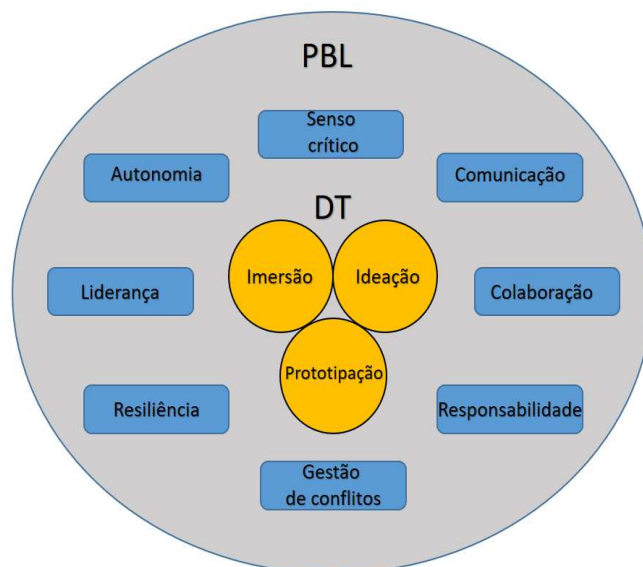 PBL
Senso
crítico
Autonomia
Comunicação
DT
Imersão
Ideação
Liderança
Colaboração
Prototipação
Resiliência
Responsabilidade
Gestão
de conflitos